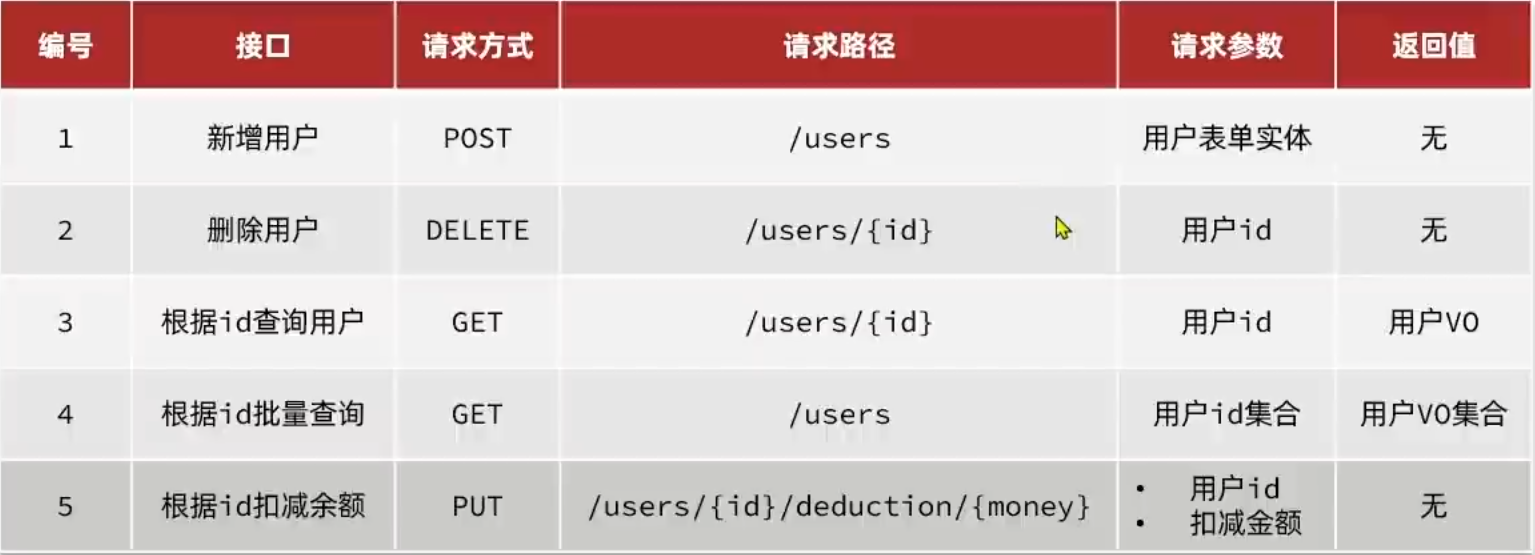 编号 接口 请求方式 请求路径 请求参数 返回值
1 新增用户 POST /users 用户表单实体 无
2 删除用户 DELETE /users/{id} 用户id 无
3 根据id查询用户 GET /users/{id} 用户id 用户VO
4 根据id批量查询 GET /users 用户id集合 用户VO集合
5 根据id扣减余额 PUT /users/{id}/deduction/{money} • 用户id
• 扣减金额 无